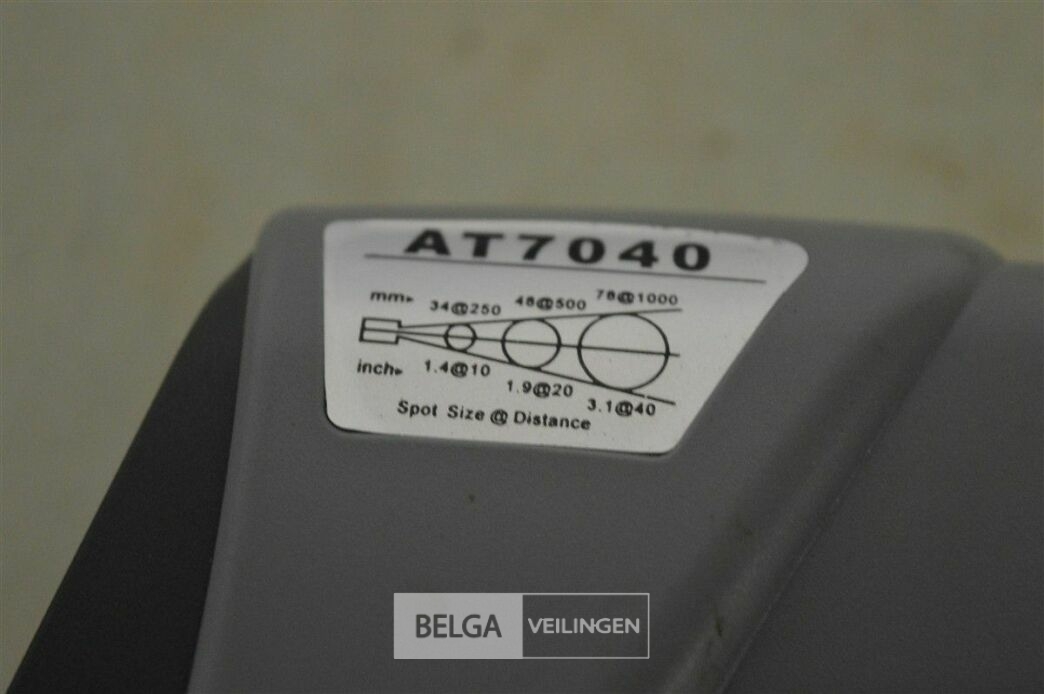 AT7040
mm▸ 34@250 48@500 78@1000
inch▸ 1.4@10 1.9@20 3.1@40
Spot Size @ Distance
BELGA VEILINGEN